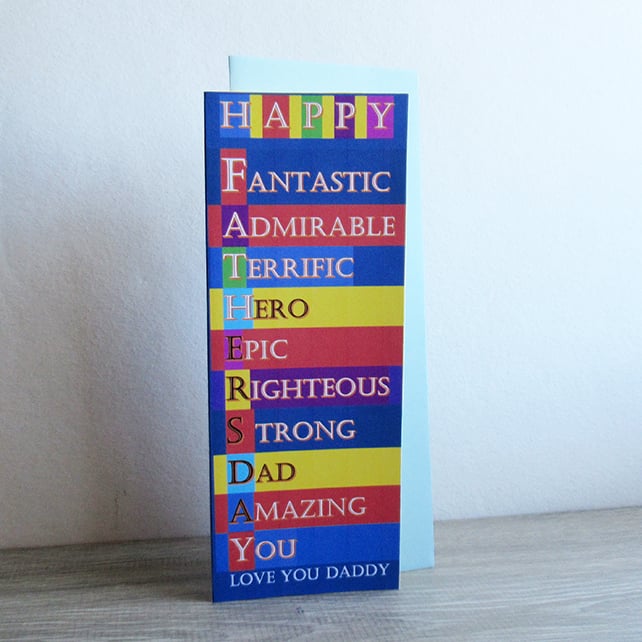 HAPPY
FANTASTIC
ADMIRABLE
TERRIFIC
HERO
EPIC
RIGHTEOUS
STRONG
DAD
AMAZING
YOU
LOVE YOU DADDY